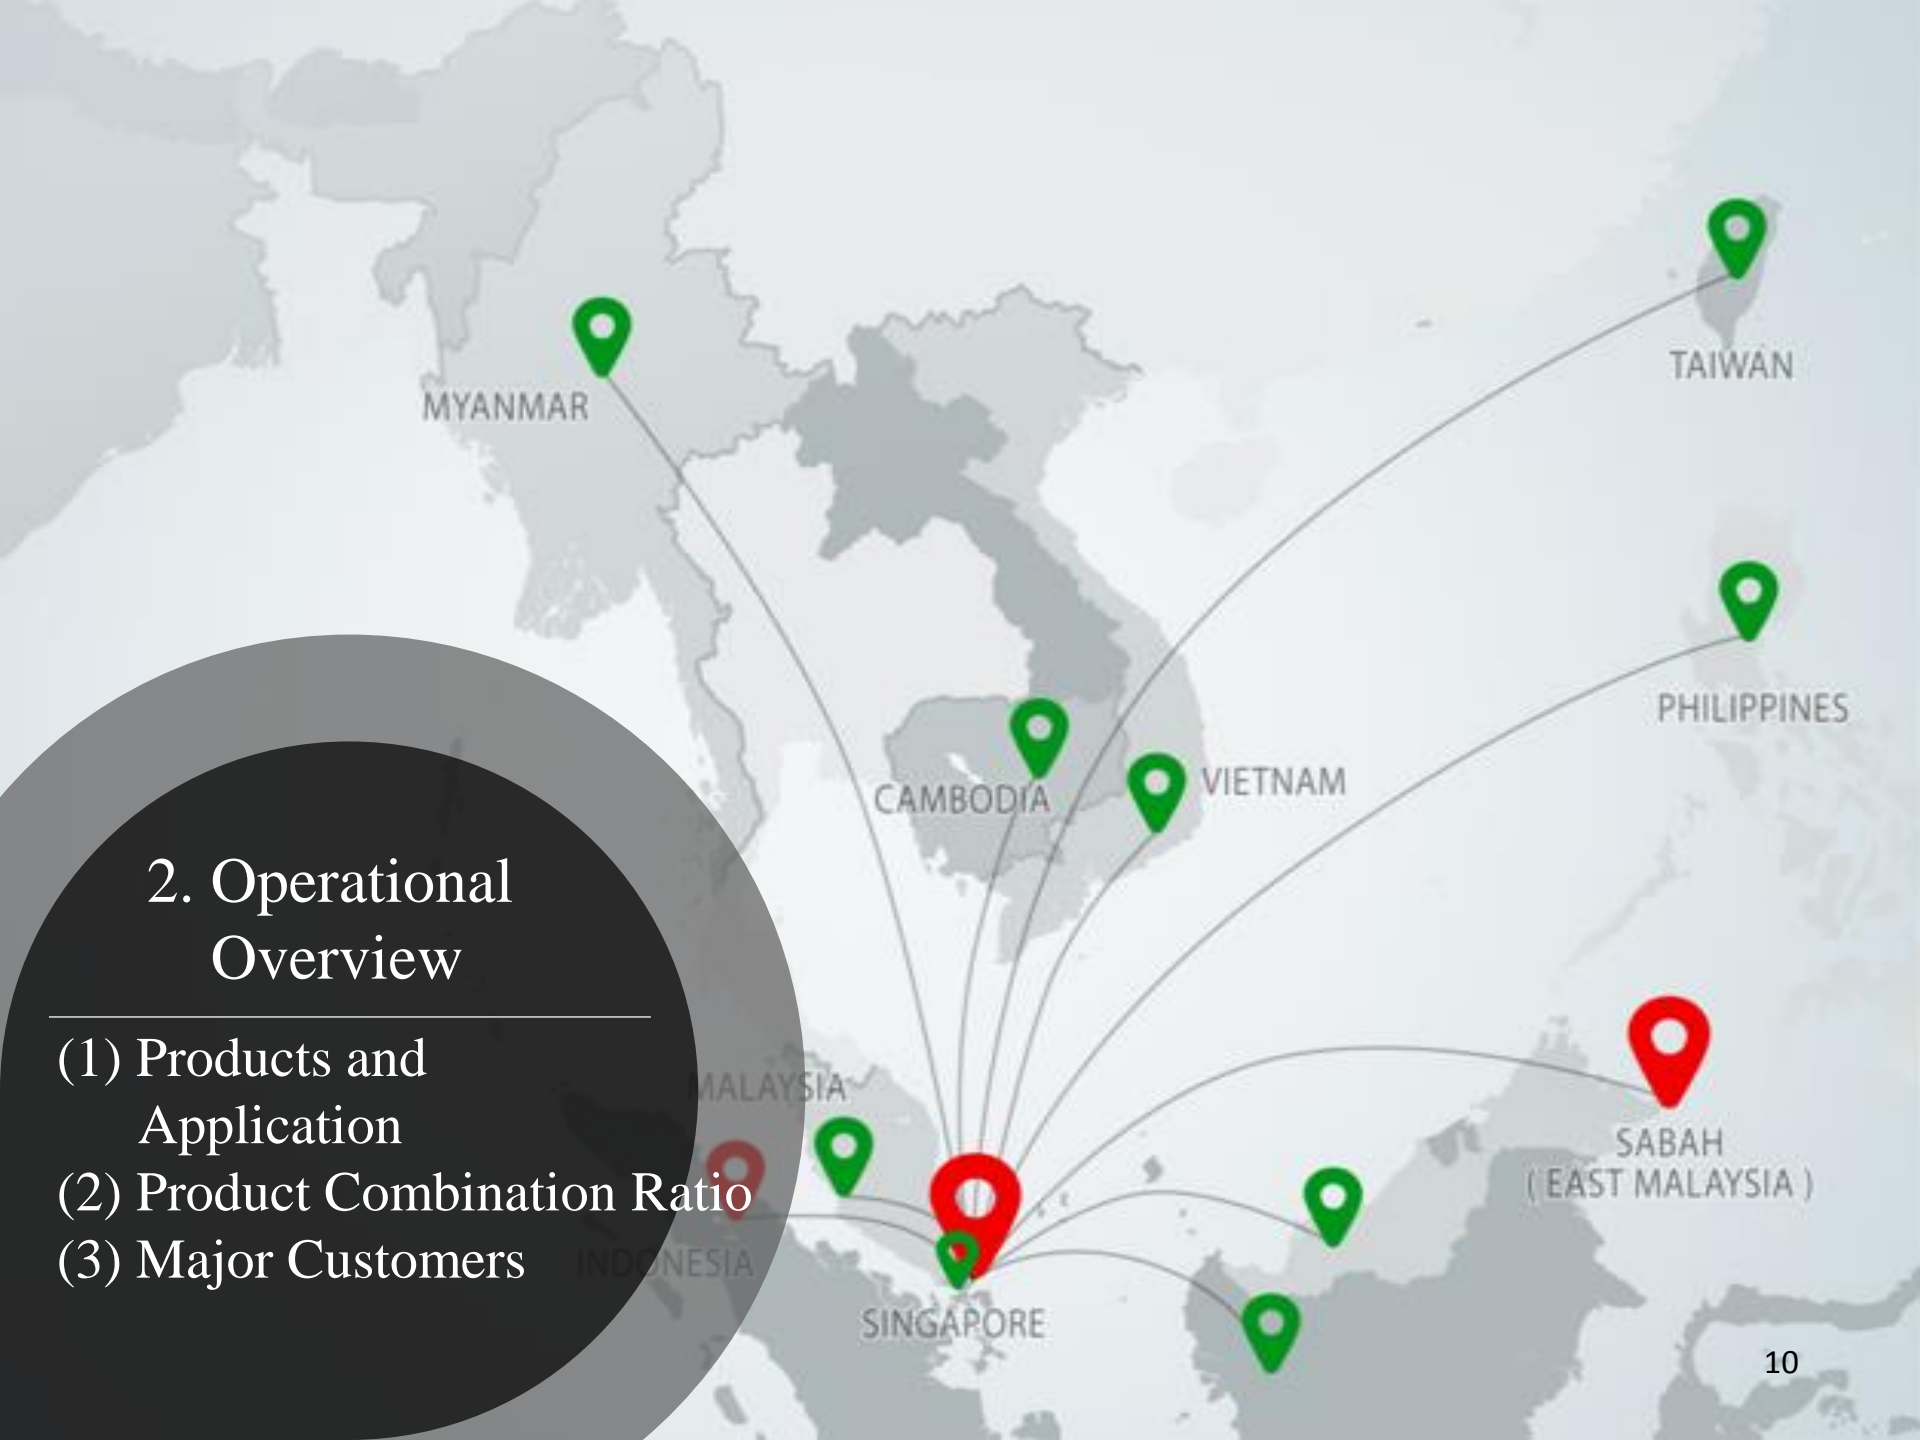 TAIWAN
MYANMAR
PHILIPPINES
CAMBODIA
VIETNAM
2. Operational
Overview
(1) Products and
Application
(2) Product Combination Ratio
(3) Major Customers
MALAYSIA
SABAH
( EAST MALAYSIA )
INDONESIA
SINGAPORE
10